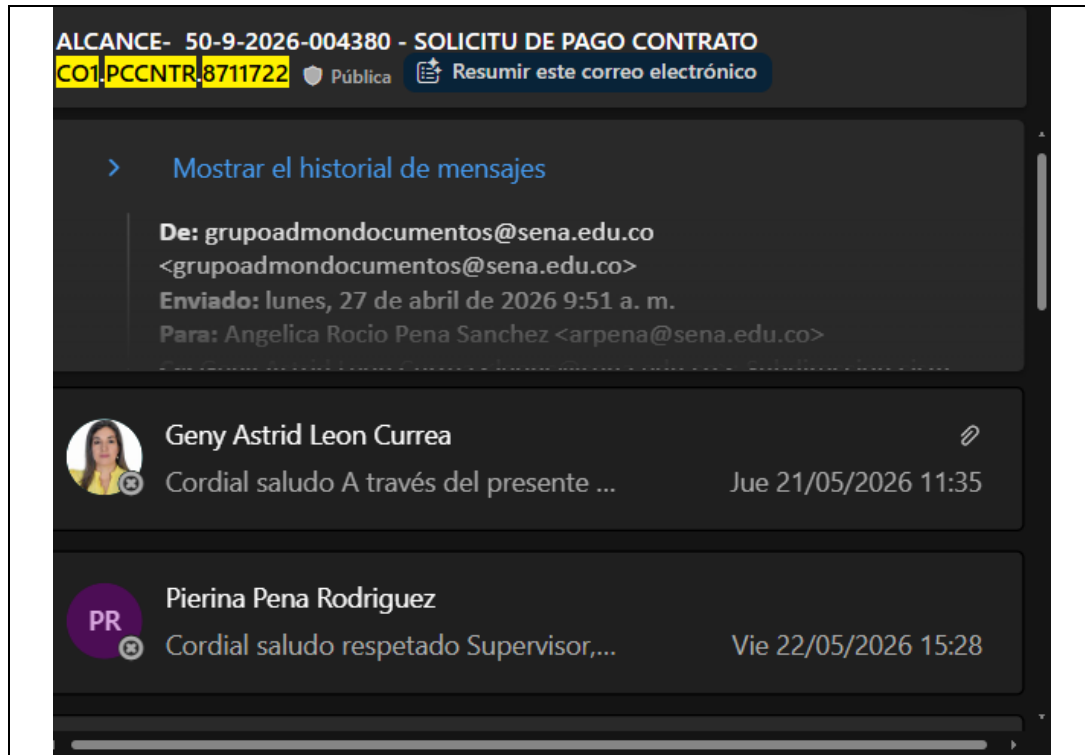 ALCANCE- 50-9-2026-004380 - SOLICITU DE PAGO CONTRATO
CO1.PCCNTR.8711722 Pública Resumir este correo electrónico
Mostrar el historial de mensajes
De: grupoadmondocumentos@sena.edu.co
<grupoadmondocumentos@sena.edu.co>
Enviado: lunes, 27 de abril de 2026 9:51 a. m.
Para: Angelica Rocio Pena Sanchez <arpena@sena.edu.co>
Geny Astrid Leon Currea
Cordial saludo A través del presente ... Jue 21/05/2026 11:35
PR
Pierina Pena Rodriguez
Cordial saludo respetado Supervisor,... Vie 22/05/2026 15:28